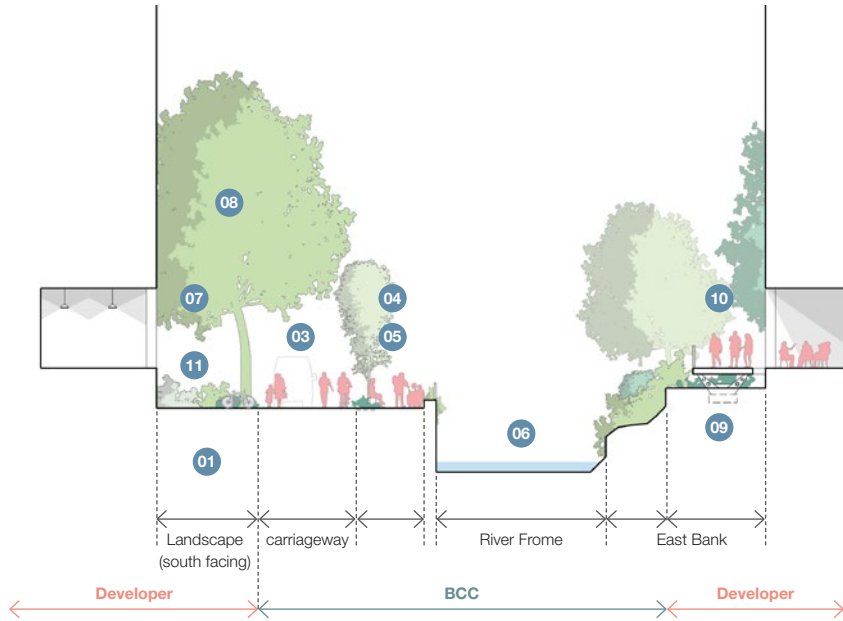 08
07
04
10
03
05
11
09
06
01
Landscape
(south facing)
carriageway
River Frome
East Bank
Developer
BCC
Developer